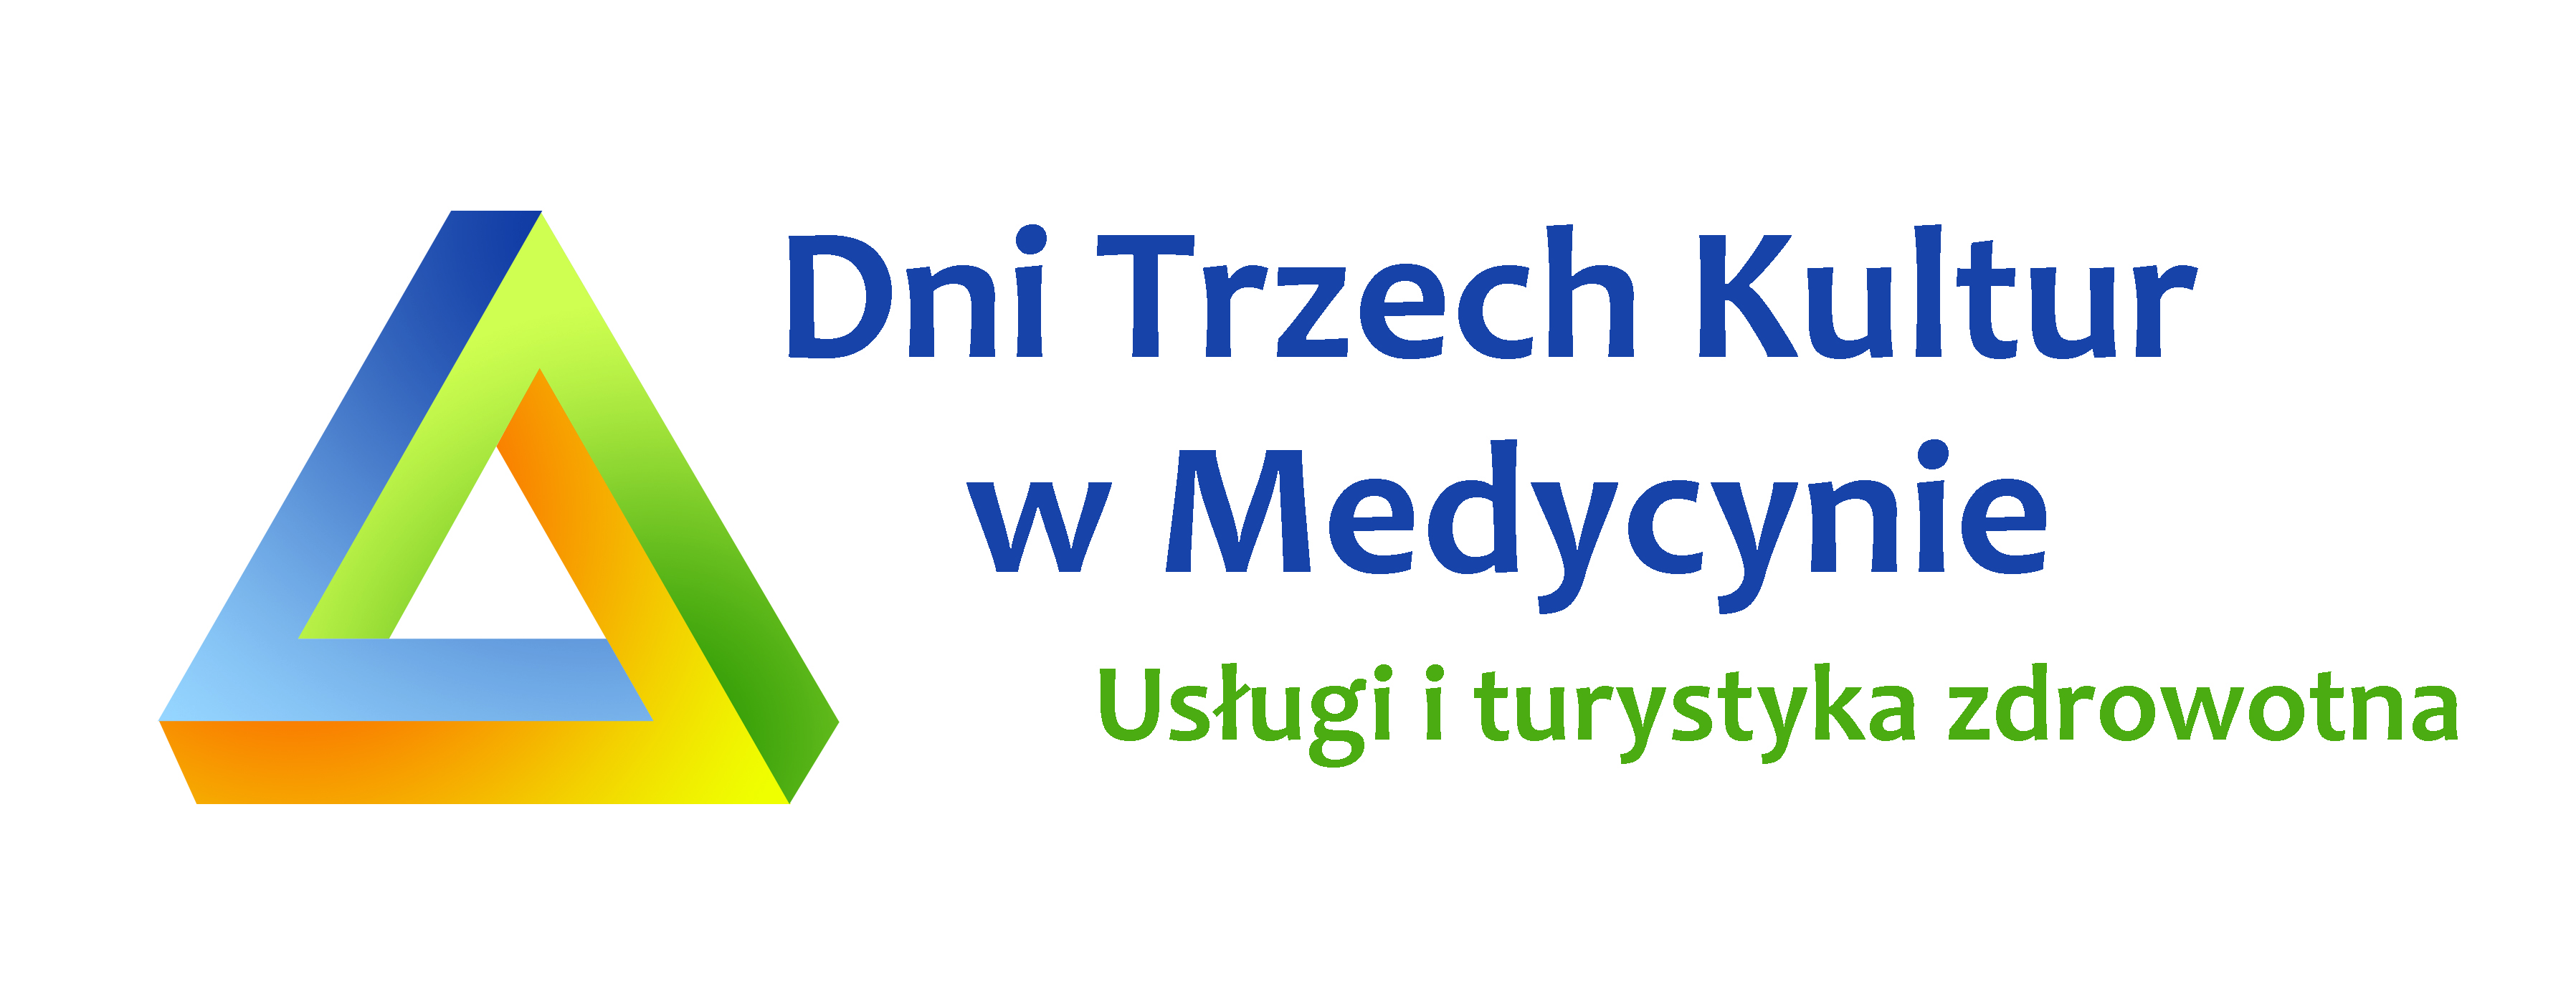 Dni Trzech Kultur
w Medycynie
Usługi i turystyka zdrowotna